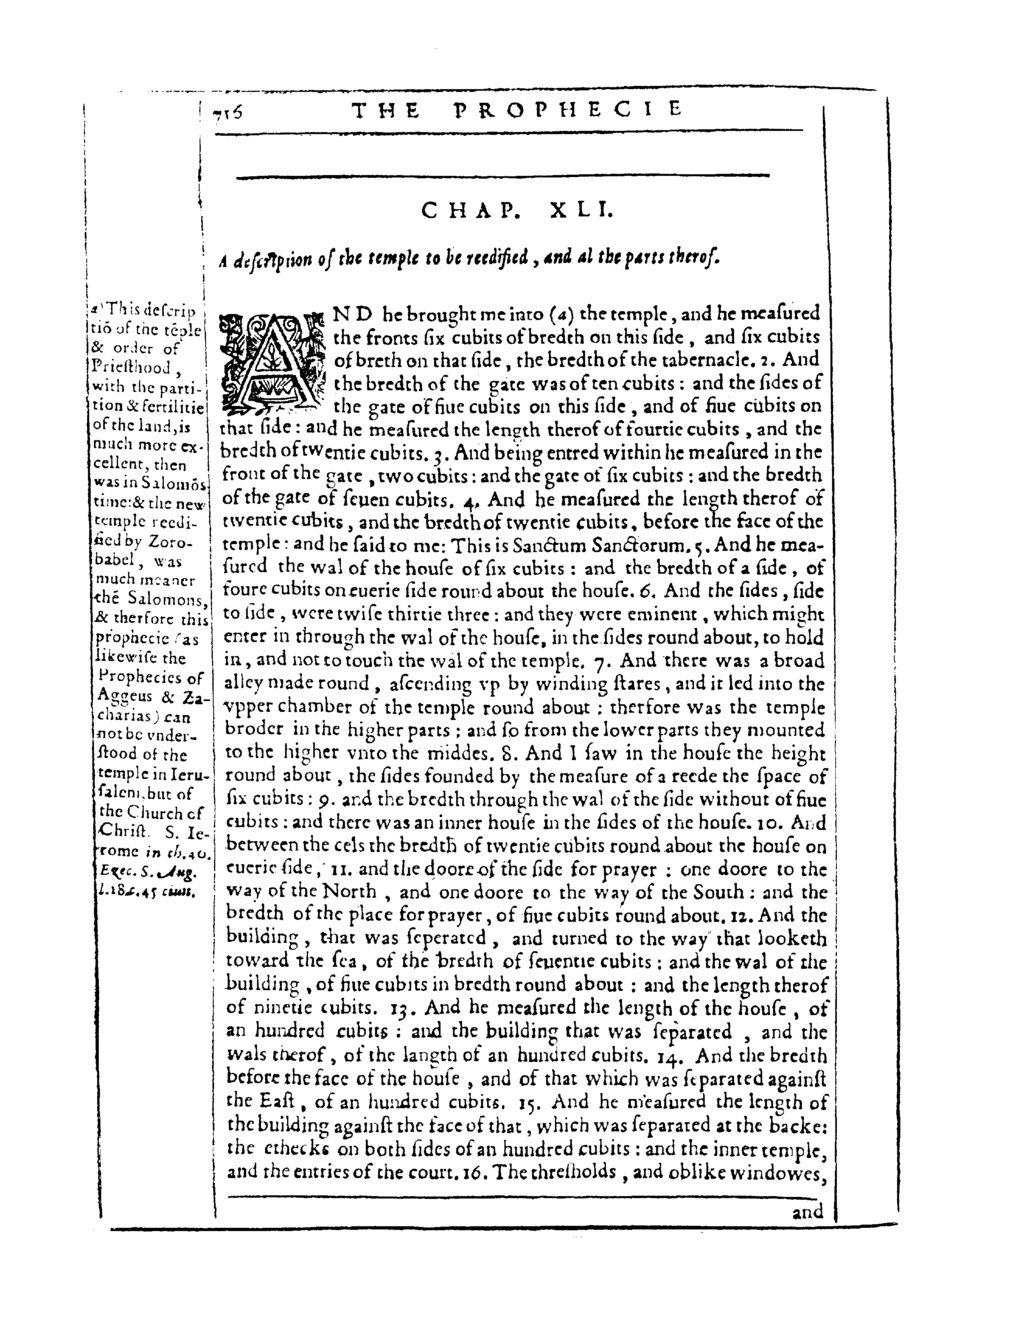 716 THE PROPHECIE
CHAP. XLI.
A deſcription of the temple to be reedified, and al the parts therof.
AND he brought me into (a) the temple, and he meaſured
the fronts ſix cubits of bredth on this ſide, and ſix cubits
of breth on that ſide, the bredth of the tabernacle. 2. And
the bredth of the gate was of ten cubits: and the ſides of
the gate of fiue cubits on this ſide, and of fiue cubits on
that ſide: and he meaſured the length therof of fourtie cubits, and the
bredth of twentie cubits. 3. And being entred within he meaſured in the
front of the gate, two cubits: and the gate of ſix cubits: and the bredth
of the gate of ſeuen cubits. 4. And he meaſured the length therof of
twentie cubits, and the bredth of twentie cubits, before the face of the
temple: and he ſaid to me: This is Sanctum Sanctorum. 5. And he mea-
ſured the wal of the houſe of ſix cubits: and the bredth of a ſide, of
foure cubits on euerie ſide round about the houſe. 6. And the ſides, ſide
to ſide, were twiſe thirtie three: and they were eminent, which might
enter in through the wal of the houſe, in the ſides round about, to hold
in, and not to touch the wal of the temple. 7. And there was a broad
alley made round, aſcending vp by winding ſtares, and it led into the
vpper chamber of the temple round about: therfore was the temple
broder in the higher parts: and ſo from the lower parts they mounted
to the higher vnto the middes. 8. And I ſaw in the houſe the height
round about, the ſides founded by the meaſure of a reede the ſpace of
ſix cubits: 9. and the bredth through the wal of the ſide without of fiue
cubits: and there was an inner houſe in the ſides of the houſe. 10. And
betwcen the cels the bredth of twentie cubits round about the houſe on
euerie ſide, 11. and the doore of the ſide for prayer: one doore to the
way of the North, and one doore to the way of the South: and the
bredth of the place for prayer, of fiue cubits round about. 12. And the
building, that was ſeperated, and turned to the way that looketh
toward the ſea, of the bredth of ſeuentie cubits: and the wal of the
building, of fiue cubits in bredth round about: and the length therof
of ninetie cubits. 13. And he meaſured the length of the houſe, of
an hundred cubits: and the building that was ſeparated, and the
wals therof, of the langth of an hundred cubits. 14. And the bredth
before the face of the houſe, and of that which was ſeparated againſt
the Eaſt, of an hundred cubits. 15. And he meaſured the length of
the building againſt the face of that, which was ſeparated at the backe:
the ethecks on both ſides of an hundred cubits: and the inner temple,
and the entries of the court. 16. The threſholds, and oblike windowes,
and
a This deſcrip
tiō of the tēple
& order of
Prieſthood,
with the parti-
tion & fertilitie
of the land, is
much more ex-
cellent, then
was in Salomōs
time: & the new
temple reedi-
fied by Zoro-
babel, was
much meaner
thē Salomons,
& therfore this
prophecie (as
likewiſe the
Prophecies of
Aggeus & Za-
charias) can
not be vnder-
ſtood of the
temple in Ieru-
ſalem, but of
the Church of
Chriſt. S. Ie-
rome in ch. 40.
Ezec. S. Aug.
l. 18. c. 45 ciuit.